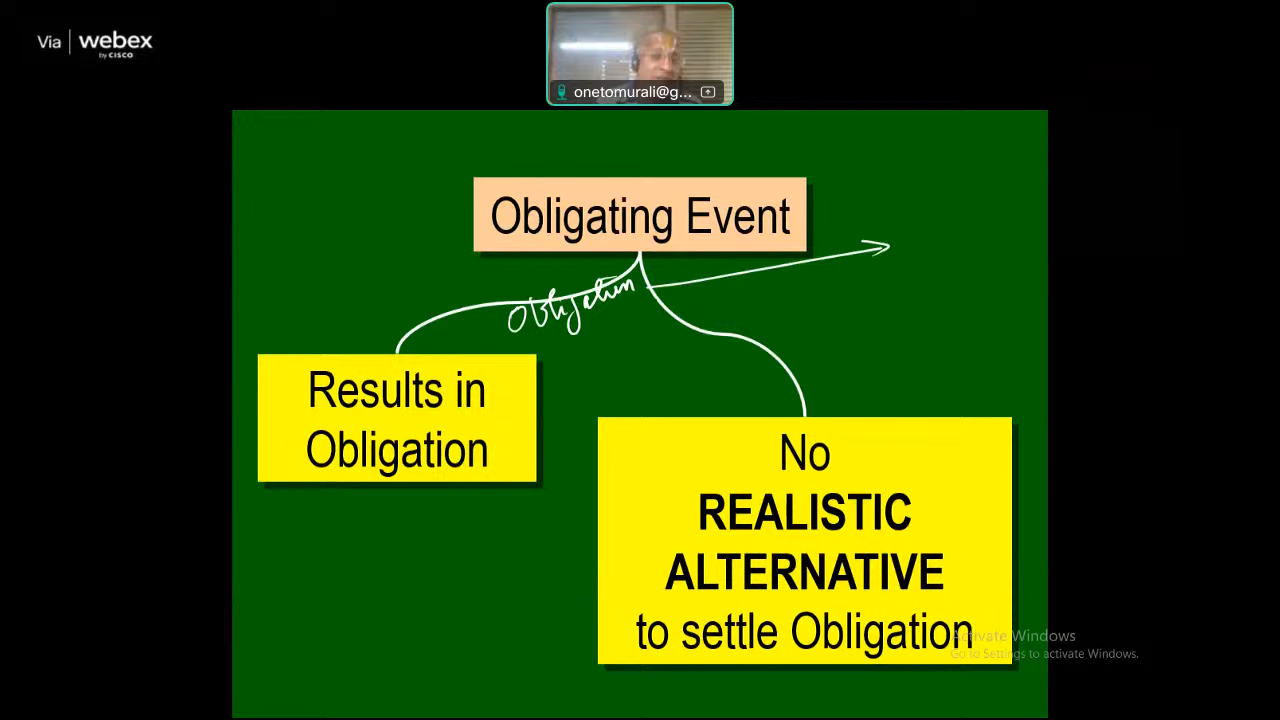 Via | webex
by CISCO
onetomurali@g...
Obligating Event
Obligation
Results in
Obligation
No
REALISTIC
ALTERNATIVE
to settle Obligation
Activate Windows
Go to Settings to activate Windows.